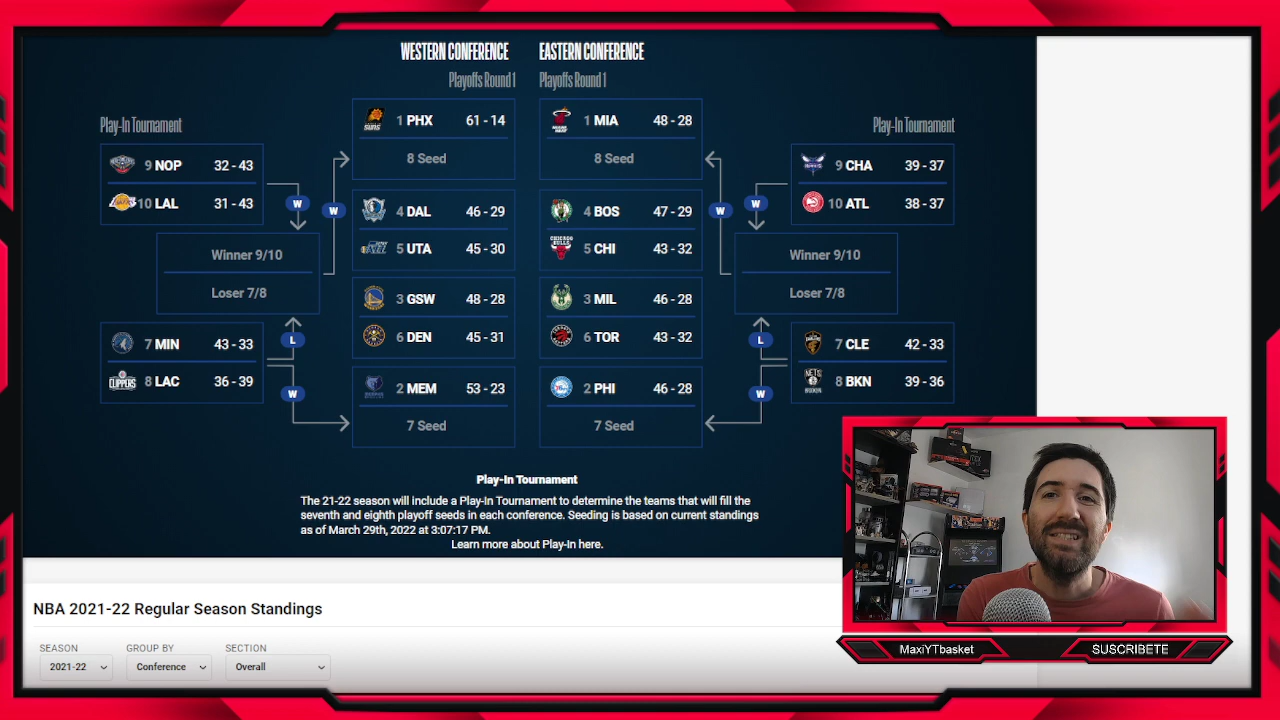 WESTERN CONFERENCE
Playoffs Round 1
EASTERN CONFERENCE
Playoffs Round 1
Play-In Tournament
9 NOP 32 - 43
10 LAL 31 - 43
W
W
Winner 9/10
Loser 7/8
L
7 MIN 43 - 33
8 LAC 36 - 39
CLIPPERS
W
SUNS
1 PHX 61 - 14
8 Seed
4 DAL 46 - 29
5 UTA 45 - 30
3 GSW 48 - 28
6 DEN 45 - 31
2 MEM 53 - 23
7 Seed
1 MIA 48 - 28
8 Seed
4 BOS 47 - 29
CHICAGO
BULLS
5 CHI 43 - 32
3 MIL 46 - 28
6 TOR 43 - 32
2 PHI 46 - 28
7 Seed
Play-In Tournament
9 CHA 39 - 37
10 ATL 38 - 37
W
W
Winner 9/10
Loser 7/8
L
7 CLE 42 - 33
NETS
8 BKN 39 - 36
W
Play-In Tournament
The 21-22 season will include a Play-In Tournament to determine the teams that will fill the
seventh and eighth playoff seeds in each conference. Seeding is based on current standings
as of March 29th, 2022 at 3:07:17 PM.
Learn more about Play-In here.
NBA 2021-22 Regular Season Standings
SEASON GROUP BY SECTION
2021-22 Conference Overall
MaxiYTbasket
SUSCRIBETE